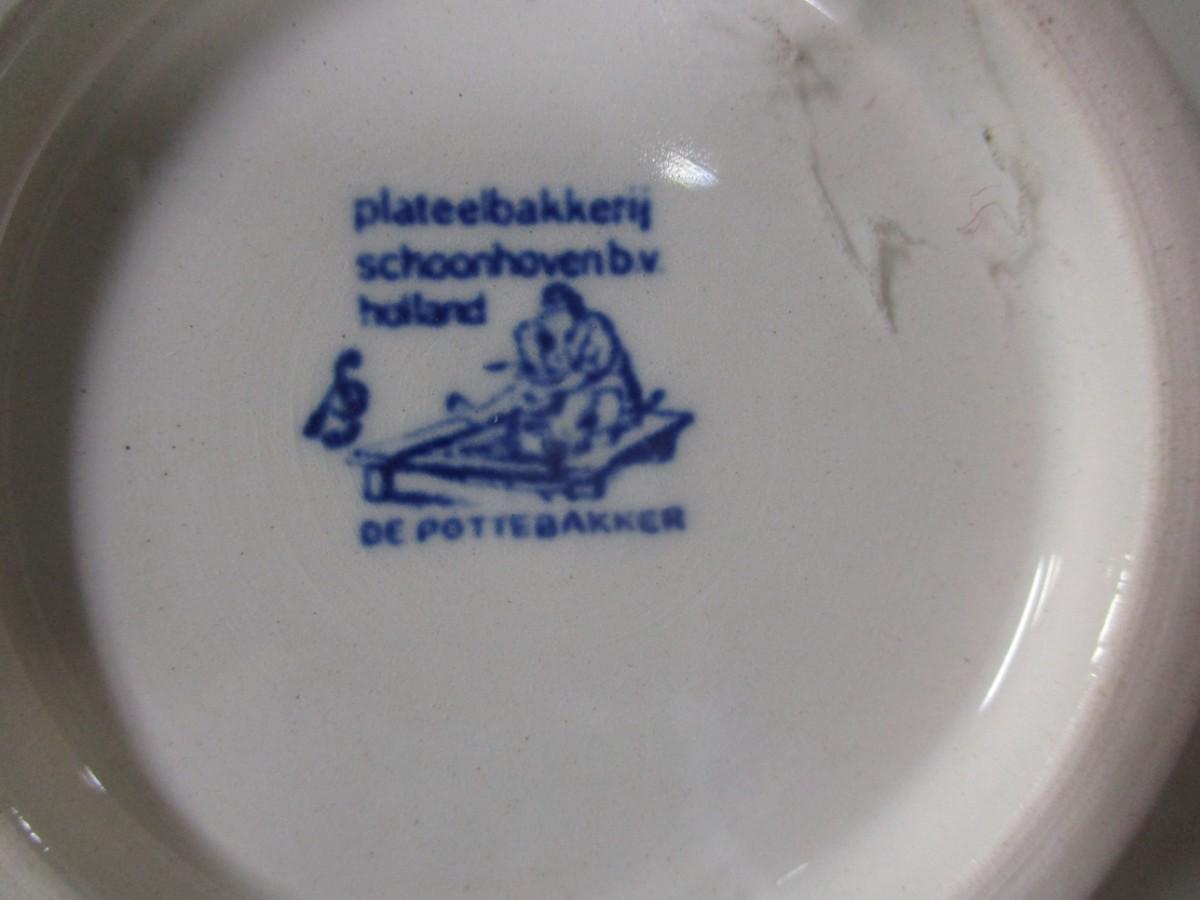 plateelbakkerij
schoonhoven b.v.
holland
DE POTTEBAKKER